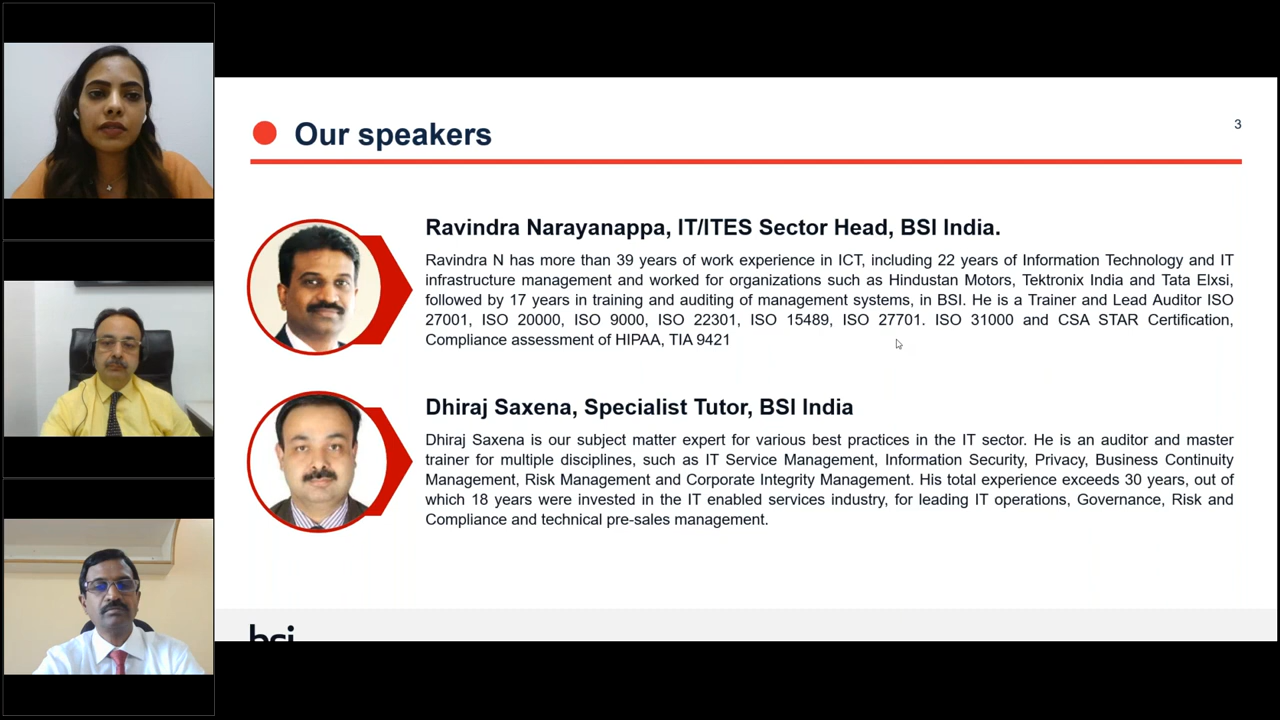 Our speakers
3
Ravindra Narayanappa, IT/ITES Sector Head, BSI India.
Ravindra N has more than 39 years of work experience in ICT, including 22 years of Information Technology and IT
infrastructure management and worked for organizations such as Hindustan Motors, Tektronix India and Tata Elxsi,
followed by 17 years in training and auditing of management systems, in BSI. He is a Trainer and Lead Auditor ISO
27001, ISO 20000, ISO 9000, ISO 22301, ISO 15489, ISO 27701. ISO 31000 and CSA STAR Certification,
Compliance assessment of HIPAA, TIA 9421
Dhiraj Saxena, Specialist Tutor, BSI India
Dhiraj Saxena is our subject matter expert for various best practices in the IT sector. He is an auditor and master
trainer for multiple disciplines, such as IT Service Management, Information Security, Privacy, Business Continuity
Management, Risk Management and Corporate Integrity Management. His total experience exceeds 30 years, out of
which 18 years were invested in the IT enabled services industry, for leading IT operations, Governance, Risk and
Compliance and technical pre-sales management.
bsi